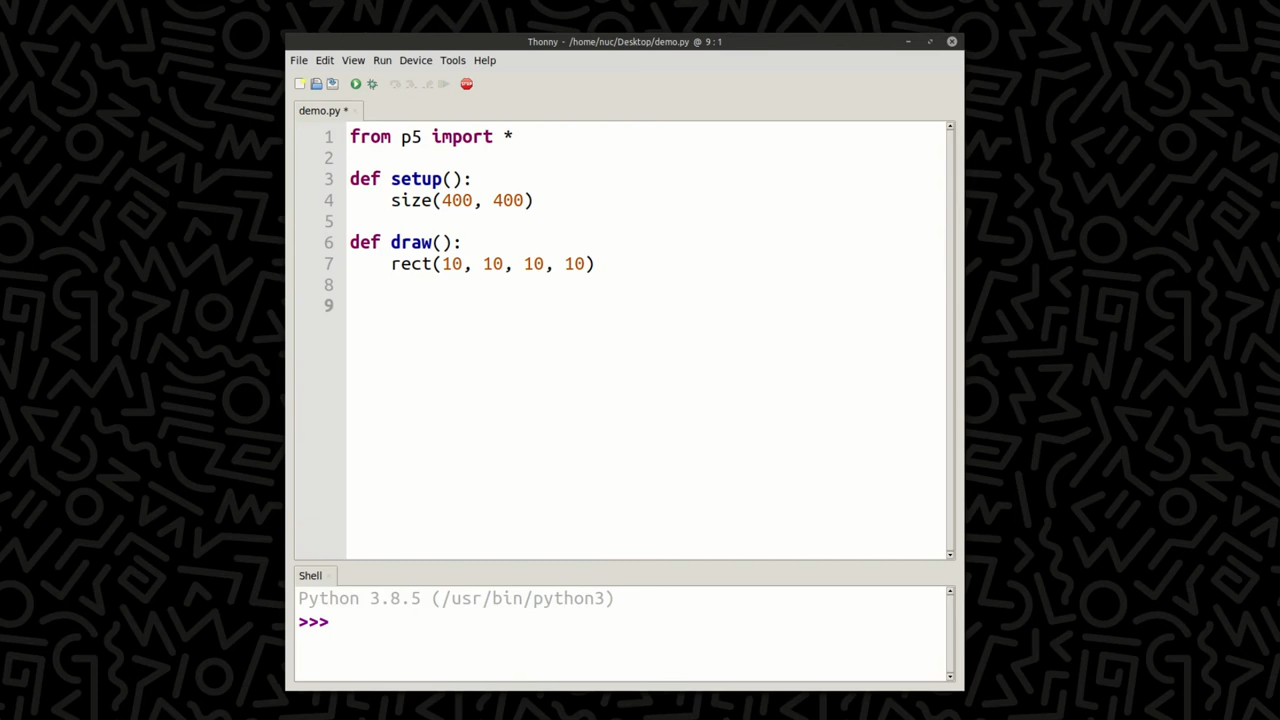 Thonny - /home/nuc/Desktop/demo.py @ 9 : 1
File Edit View Run Device Tools Help
STOP
demo.py *
1 from p5 import *
2
3 def setup():
4     size(400, 400)
5
6 def draw():
7     rect(10, 10, 10, 10)
8
9
Shell
Python 3.8.5 (/usr/bin/python3)
>>>